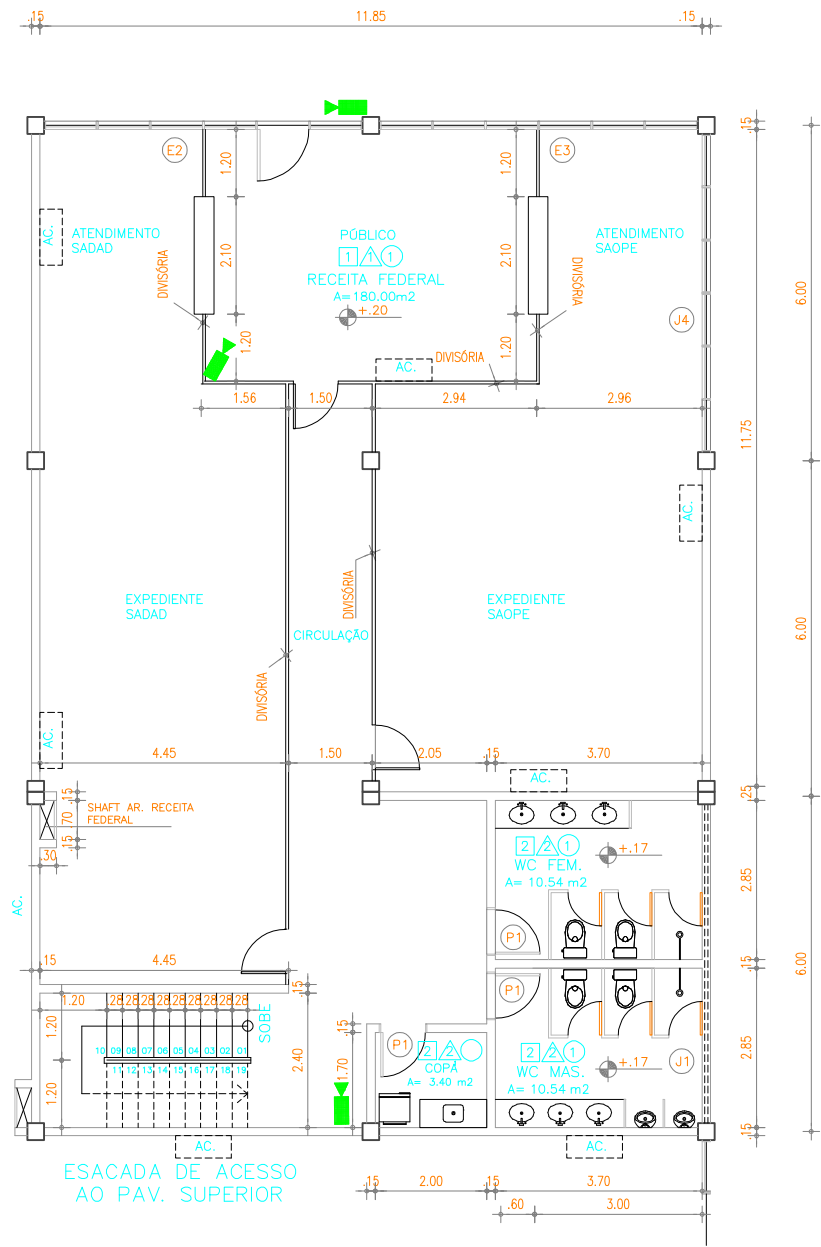 .15
11.85
.15
E2
E3
.15
1.20
1.20
ATENDIMENTO
SADAD
AC.
DIVISÓRIA
2.10
PÚBLICO
1 1 1
RECEITA FEDERAL
A= 180.00m2
+.20
2.10
ATENDIMENTO
SAOPE
DIVISÓRIA
6.00
J4
1.20
DIVISÓRIA
1.20
AC.
1.56
1.50
2.94
2.96
11.75
AC.
EXPEDIENTE
SADAD
DIVISÓRIA
EXPEDIENTE
SAOPE
CIRCULAÇÃO
6.00
DIVISÓRIA
AC.
4.45
1.50
2.05
.15
3.70
AC.
.15
SHAFT AR. RECEITA
FEDERAL
.70
.15
.30
.25
2 2 1
+.17
WC FEM.
A= 10.54 m2
2.85
AC.
P1
.15
4.45
.15
6.00
.15
P1
1.20
.28 .28 .28 .28 .28 .28 .28 .28 .28
SOBE
1.20
10 09 08 07 06 05 04 03 02 01
11 12 13 14 15 16 17 18 19
1.20
2.40
.15
1.70
P1
2 2
COPA
A= 3.40 m2
2 2 1
+.17
WC MAS.
A= 10.54 m2
J1
2.85
.15
AC.
AC.
ESACADA DE ACESSO
AO PAV. SUPERIOR
.15
2.00
.15
3.70
.60
3.00